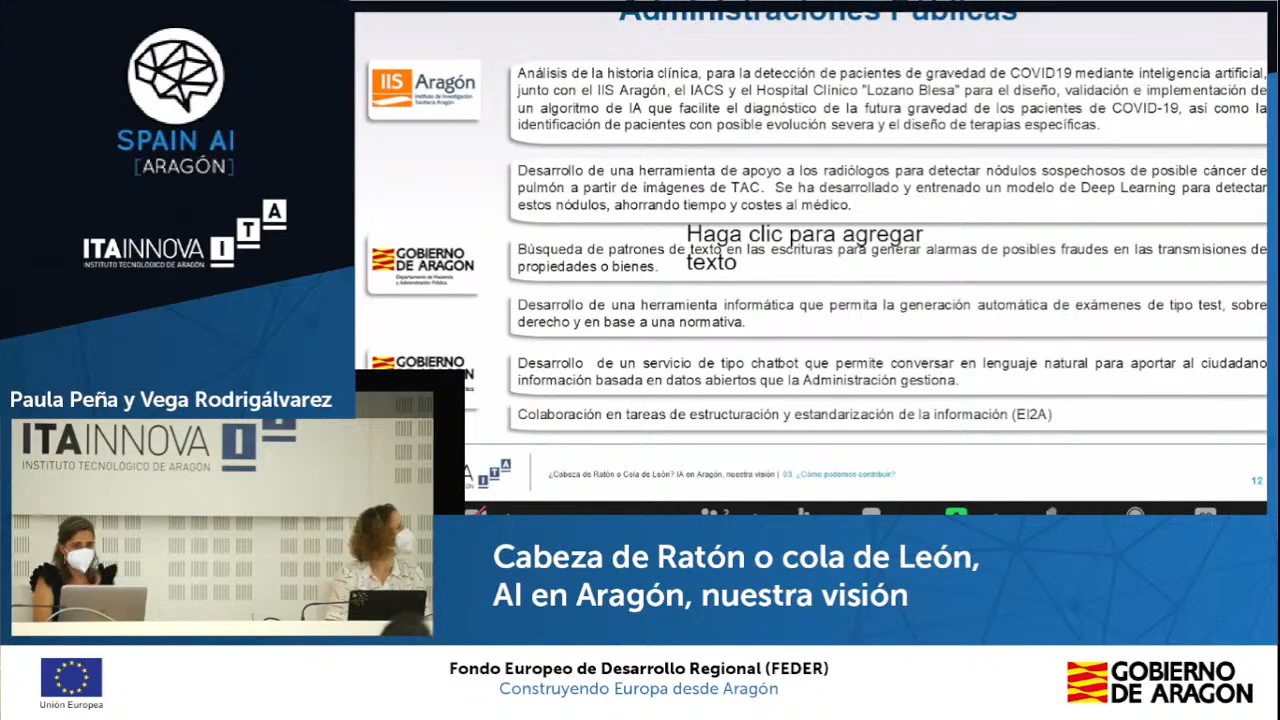 Administraciones Públicas
SPAIN AI
[ARAGÓN]
ITAINNOVA ITA
INSTITUTO TECNOLÓGICO DE ARAGÓN
IIS Aragón
Instituto de Investigación
Sanitaria Aragón
Análisis de la historia clínica, para la detección de pacientes de gravedad de COVID19 mediante inteligencia artificial,
junto con el IIS Aragón, el IACS y el Hospital Clínico "Lozano Blesa" para el diseño, validación e implementación de
un algoritmo de IA que facilite el diagnóstico de la futura gravedad de los pacientes de COVID-19, así como la
identificación de pacientes con posible evolución severa y el diseño de terapias específicas.
Desarrollo de una herramienta de apoyo a los radiólogos para detectar nódulos sospechosos de posible cáncer de
pulmón a partir de imágenes de TAC. Se ha desarrollado y entrenado un modelo de Deep Learning para detectar
estos nódulos, ahorrando tiempo y costes al médico.
Haga clic para agregar
texto
GOBIERNO
DE ARAGON
Departamento de Hacienda
y Administración Pública
Búsqueda de patrones de texto en las escrituras para generar alarmas de posibles fraudes en las transmisiones de
propiedades o bienes.
Desarrollo de una herramienta informática que permita la generación automática de exámenes de tipo test, sobre
derecho y en base a una normativa.
GOBIERNO
Desarrollo de un servicio de tipo chatbot que permite conversar en lenguaje natural para aportar al ciudadano
información basada en datos abiertos que la Administración gestiona.
Colaboración en tareas de estructuración y estandarización de la información (EI2A)
¿Cabeza de Ratón o Cola de León? IA en Aragón, nuestra visión | 03. ¿Cómo podemos contribuir?
12
Paula Peña y Vega Rodrigálvarez
ITAINNOVA I
INSTITUTO TECNOLÓGICO DE ARAGÓN
Cabeza de Ratón o cola de León,
AI en Aragón, nuestra visión
Unión Europea
Fondo Europeo de Desarrollo Regional (FEDER)
Construyendo Europa desde Aragón
GOBIERNO
DE ARAGON